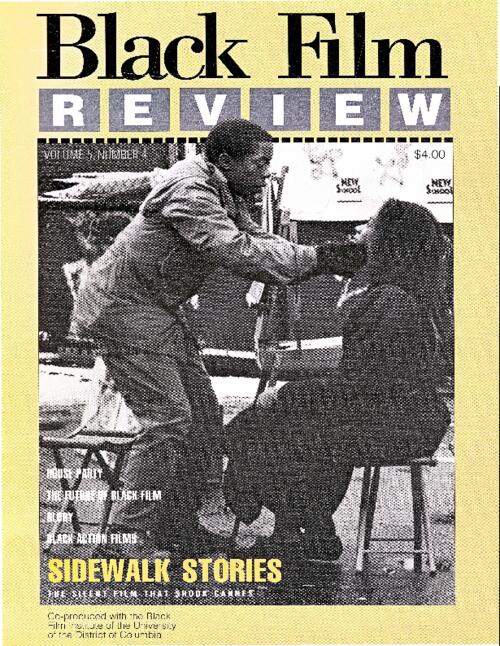 Black Film
REVIEW
VOLUME 5, NUMBER
$4.00
NEW
School
NEW
School
HOUSE PARTY
THE FUTURE OF BLACK FILM
GLORY
BLACK ACTION FILMS
SIDEWALK STORIES
THE SILENT FILM THAT SHOOK CANNES
Co-produced with the Black
Film Institute of the University
of the District of Columbia